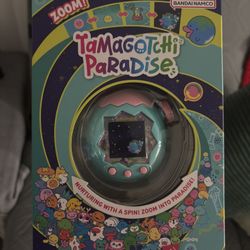 ZOOM!
BANDAI NAMCO
TAMAGOTCHI
PARADISE
NURTURING WITH A SPIN! ZOOM INTO PARADISE!